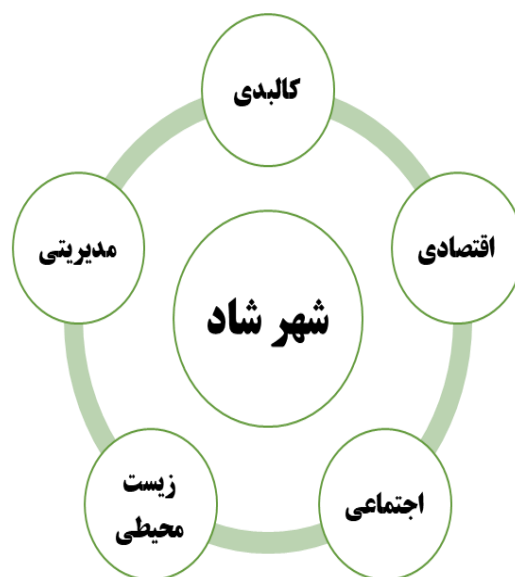 کالبدی
اقتصادی
مدیریتی
شهر شاد
اجتماعی
زیست
محیطی